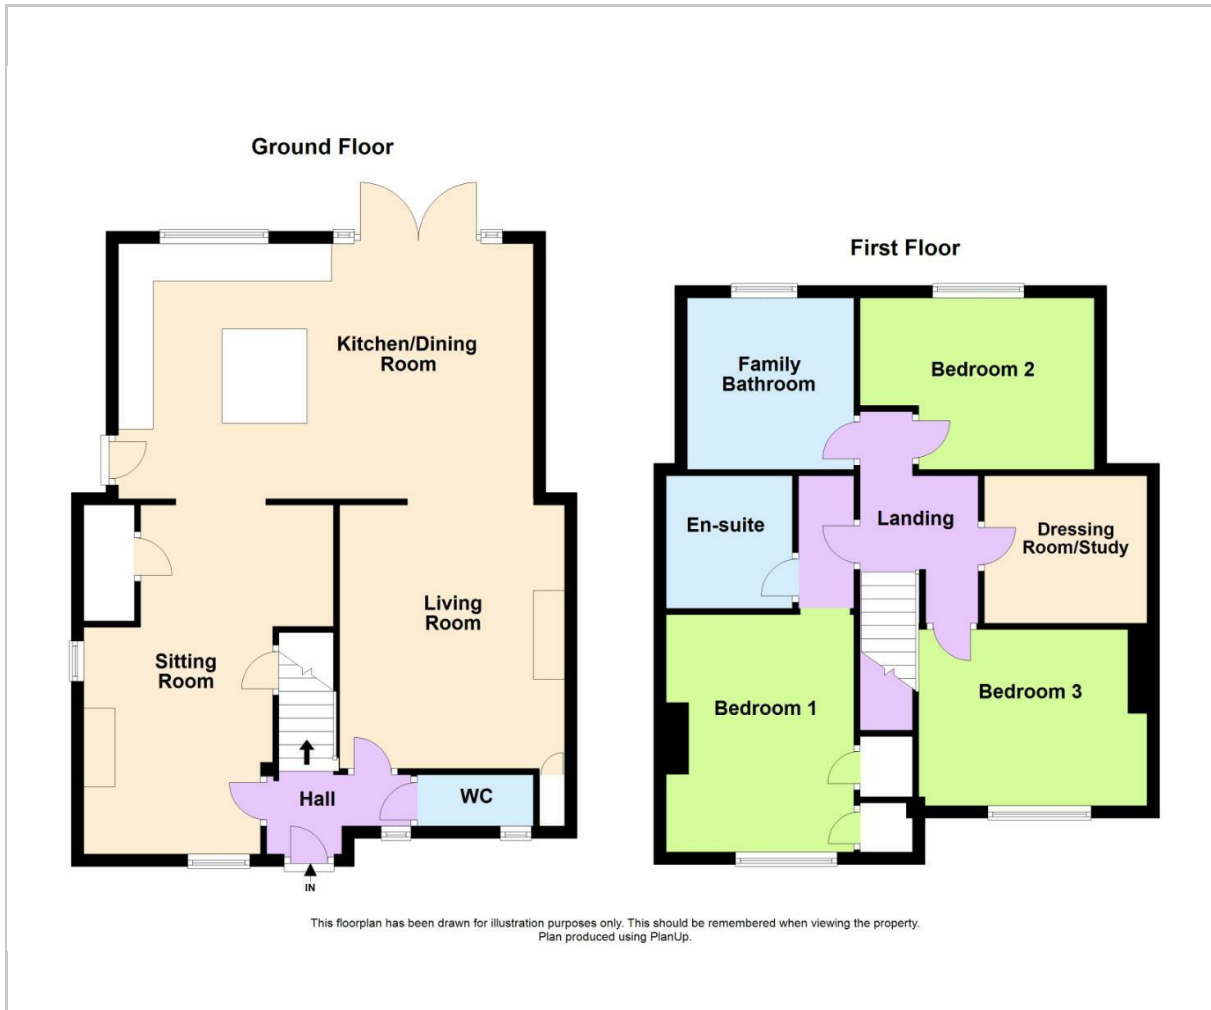 Ground Floor
Kitchen/Dining
Room
Living
Room
Sitting
Room
Hall
WC
IN
First Floor
Family
Bathroom
Bedroom 2
En-suite
Landing
Dressing
Room/Study
Bedroom 1
Bedroom 3
This floorplan has been drawn for illustration purposes only. This should be remembered when viewing the property.
Plan produced using PlanUp.